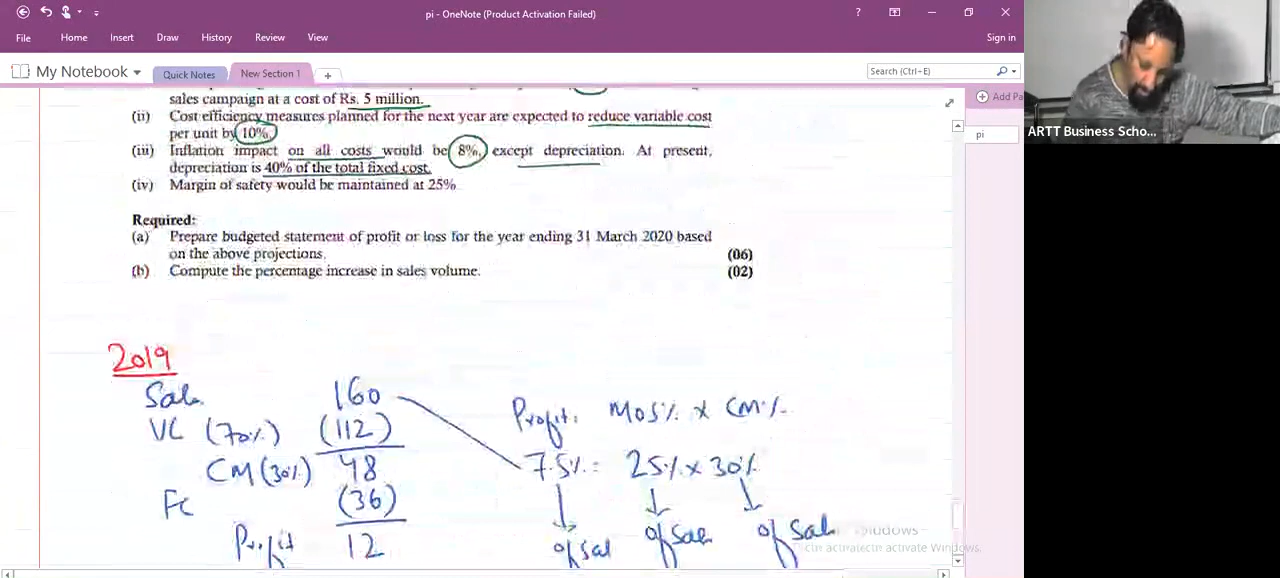 pi - OneNote (Product Activation Failed)
File Home Insert Draw History Review View
Sign in
My Notebook Quick Notes New Section 1 +
Search (Ctrl+E)
Add Pa
pi
ARTT Business Scho...
sales campaign at a cost of Rs. 5 million.
(ii) Cost efficiency measures planned for the next year are expected to reduce variable cost
per unit by 10%.
(iii) Inflation impact on all costs would be 8%, except depreciation. At present,
depreciation is 40% of the total fixed cost.
(iv) Margin of safety would be maintained at 25%.
Required:
(a) Prepare budgeted statement of profit or loss for the year ending 31 March 2020 based
on the above projections. (06)
(b) Compute the percentage increase in sales volume. (02)
2019
Sale 160
VC (70%) (112)
CM (30%) 48
Fc (36)
Profit 12
Profit: MOS% x CM%
7.5% = 25% x 30%
of Sal of Sale of Sale